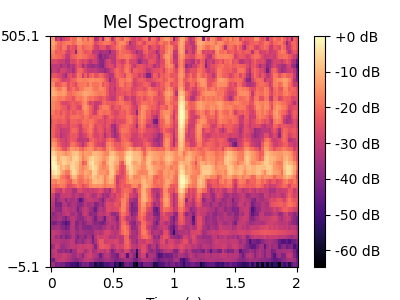 Mel Spectrogram
505.1
−5.1
0
0.5
1
1.5
2
+0 dB
-10 dB
-20 dB
-30 dB
-40 dB
-50 dB
-60 dB